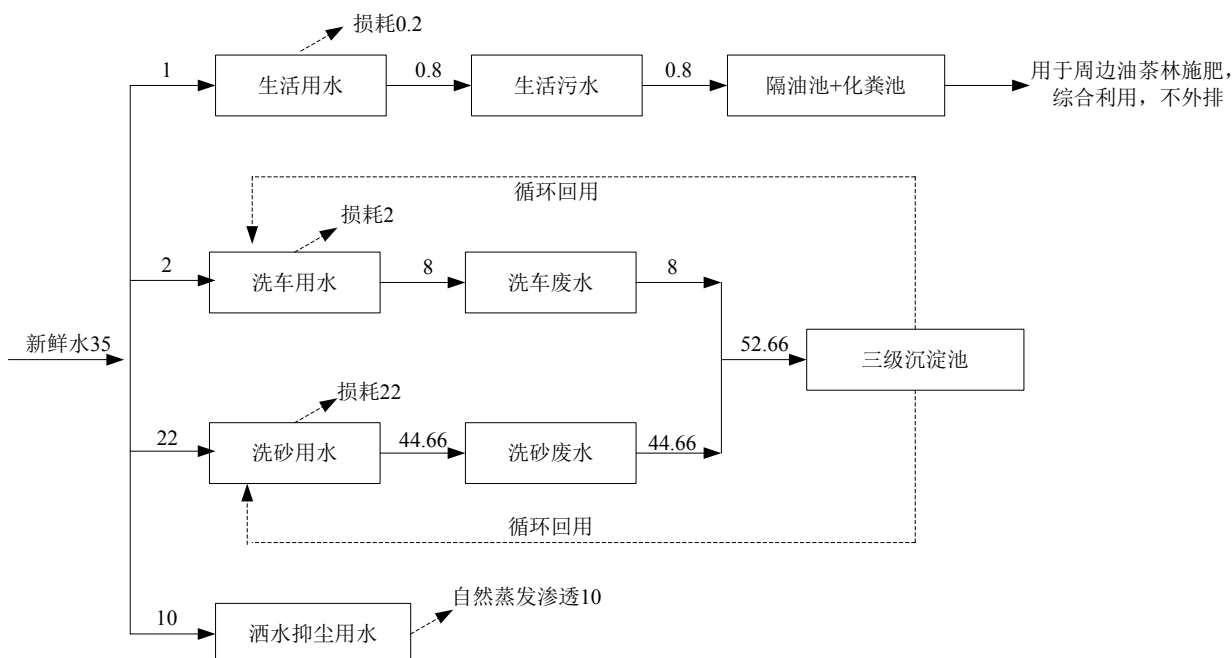 损耗0.2
1
生活用水
0.8
生活污水
0.8
隔油池+化粪池
用于周边油茶林施肥，
综合利用，不外排
循环回用
损耗2
2
洗车用水
8
洗车废水
8
新鲜水35
52.66
三级沉淀池
损耗22
22
洗砂用水
44.66
洗砂废水
44.66
循环回用
自然蒸发渗透10
10
洒水抑尘用水